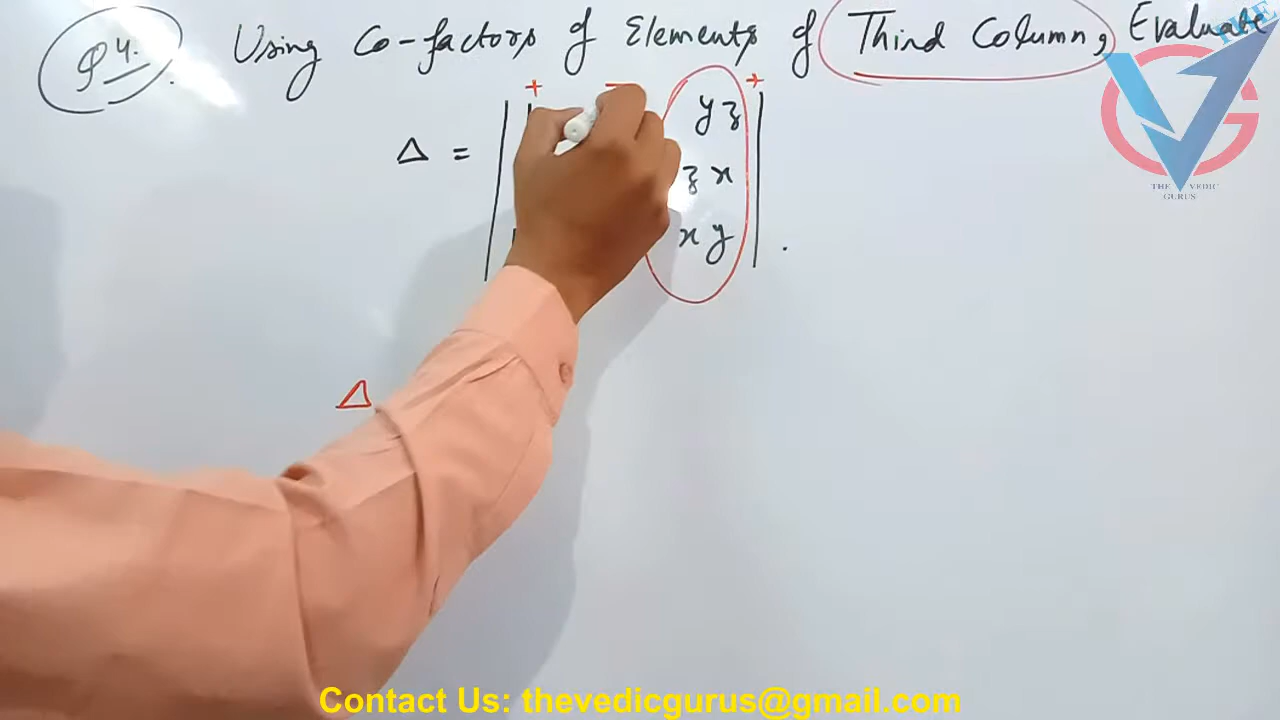 Q4. Using Co-factors of Elements of Third Column, Evaluate
+ - +
yz
Δ = zx
xy .
Δ
THE VEDIC
GURUS
Contact Us: thevedicgurus@gmail.com